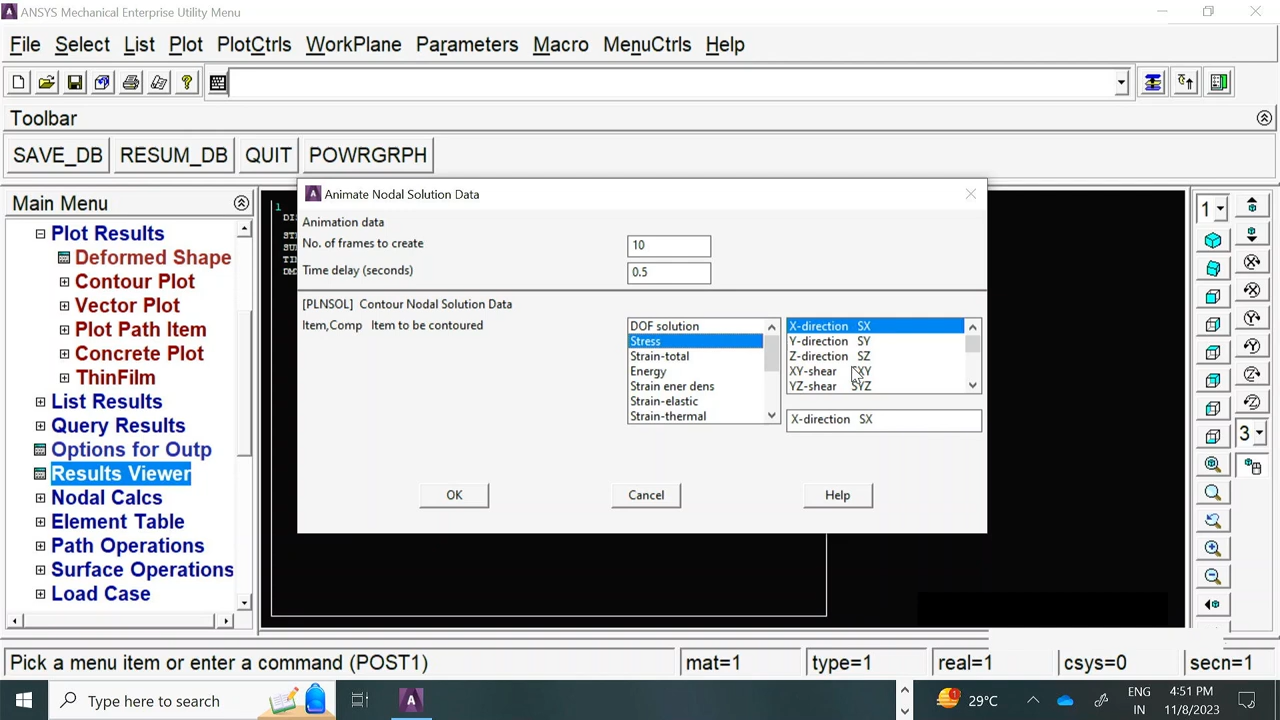 ANSYS Mechanical Enterprise Utility Menu
File Select List Plot PlotCtrls WorkPlane Parameters Macro MenuCtrls Help
Toolbar
SAVE_DB RESUM_DB QUIT POWRGRPH
Main Menu
Plot Results
Deformed Shape
Contour Plot
Vector Plot
Plot Path Item
Concrete Plot
ThinFilm
List Results
Query Results
Options for Outp
Results Viewer
Nodal Calcs
Element Table
Path Operations
Surface Operations
Load Case
1
Animate Nodal Solution Data
Animation data
No. of frames to create 10
Time delay (seconds) 0.5
[PLNSOL] Contour Nodal Solution Data
Item,Comp Item to be contoured
DOF solution
Stress
Strain-total
Energy
Strain ener dens
Strain-elastic
Strain-thermal
X-direction SX
Y-direction SY
Z-direction SZ
XY-shear
YZ-shear SYZ
X-direction SX
OK Cancel Help
1
3
Pick a menu item or enter a command (POST1) mat=1 type=1 real=1 csys=0 secn=1
Type here to search
1
29°C
ENG
IN
4:51 PM
11/8/2023